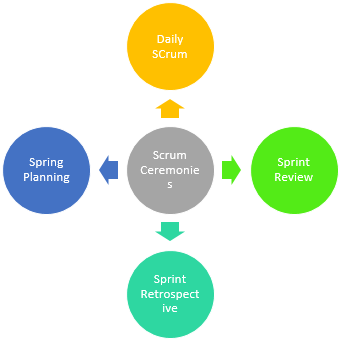 Daily
SCrum
Spring
Planning
Scrum
Ceremonie
s
Sprint
Review
Sprint
Retrospect
ive